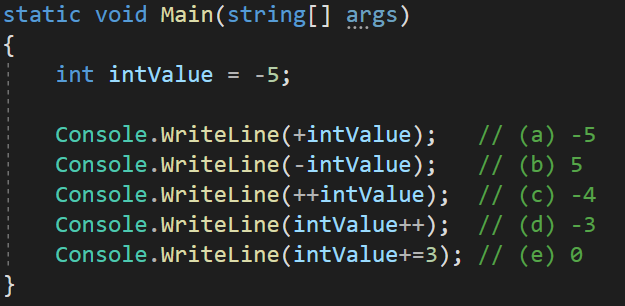 static void Main(string[] args)
{
    int intValue = -5;
    Console.WriteLine(+intValue);   // (a) -5
    Console.WriteLine(-intValue);   // (b) 5
    Console.WriteLine(++intValue);  // (c) -4
    Console.WriteLine(intValue++);  // (d) -3
    Console.WriteLine(intValue+=3); // (e) 0
}